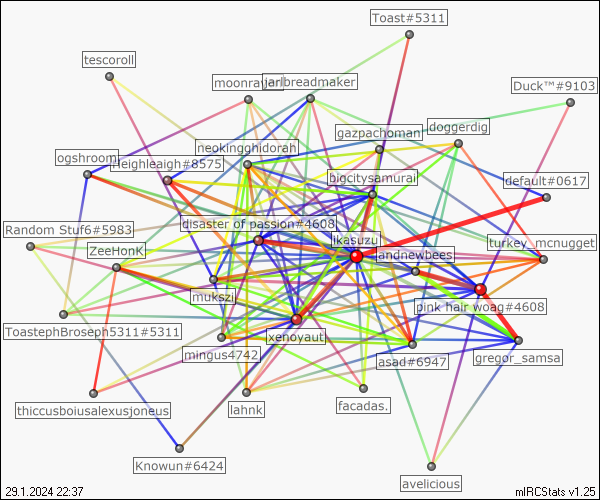 Toast#5311
tescoroll
moonrayjar
jarlbreadmaker
Duck™#9103
gazpachoman
doggerdig
neokingghidorah
ogshroom
Heighleaigh#8575
bigcitysamurai
default#0617
Random Stuf6#5983
disaster of passion#4608
Ikasuzu
ZeeHonK
andnewbees
turkey_mcnugget
mukszi
pink hair woag#4608
ToastephBroseph5311#5311
xenoyaut
mingus4742
asad#6947
gregor_samsa
thiccusboiusalexusjoneus
lahnk
facadas.
Knowun#6424
avelicious
29.1.2024 22:37
mIRCStats v1.25